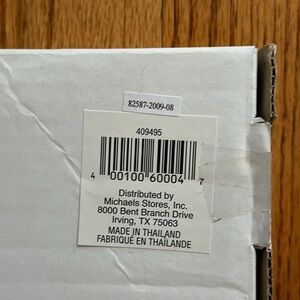 82587-2009-08
409495
4 00100 60004 7
Distributed by
Michaels Stores, Inc.
8000 Bent Branch Drive
Irving, TX 75063
MADE IN THAILAND
FABRIQUÉ EN THAÏLANDE